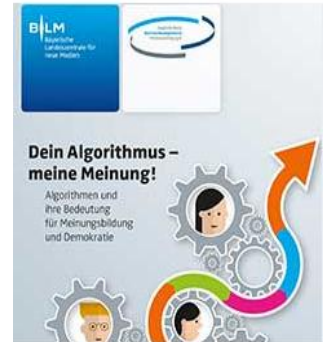 BLM
Bayerische
Landeszentrale für
neue Medien
Dein Algorithmus –
meine Meinung!
Algorithmen und
ihre Bedeutung
für Meinungsbildung
und Demokratie